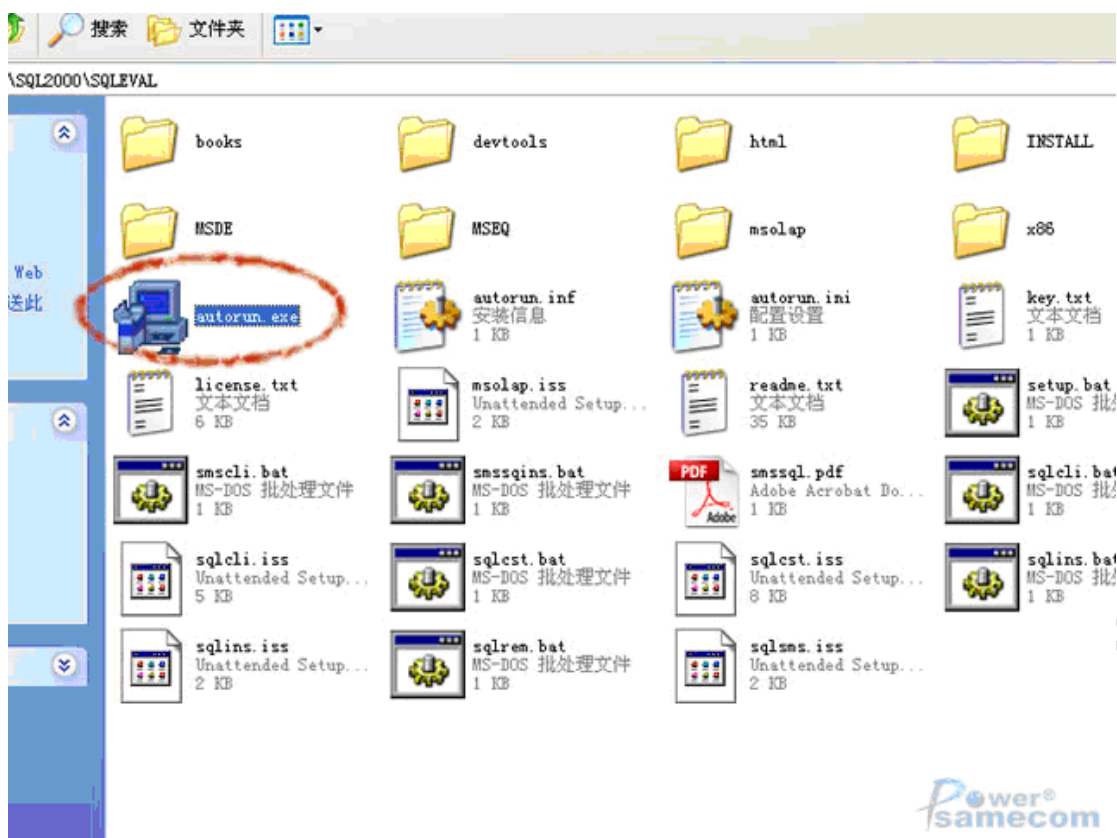 搜索 文件夹
\SQL2000\SQLEVAL
books
devtools
html
INSTALL
MSDE
MSEQ
msolap
x86
Web
送此
autorun.exe
autorun.inf
安装信息
1 KB
autorun.ini
配置设置
1 KB
key.txt
文本文档
1 KB
license.txt
文本文档
6 KB
msolap.iss
Unattended Setup...
2 KB
readme.txt
文本文档
35 KB
setup.bat
MS-DOS 批
1 KB
smscli.bat
MS-DOS 批处理文件
1 KB
smssqins.bat
MS-DOS 批处理文件
1 KB
PDF
Adobe
smssql.pdf
Adobe Acrobat Do...
1 KB
sqlcli.bat
MS-DOS 批
1 KB
sqlcli.iss
Unattended Setup...
5 KB
sqlcst.bat
MS-DOS 批处理文件
1 KB
sqlcst.iss
Unattended Setup...
8 KB
sqlins.bat
MS-DOS 批
1 KB
sqlins.iss
Unattended Setup...
2 KB
sqlrem.bat
MS-DOS 批处理文件
1 KB
sqlsms.iss
Unattended Setup...
2 KB
Power®
samecom